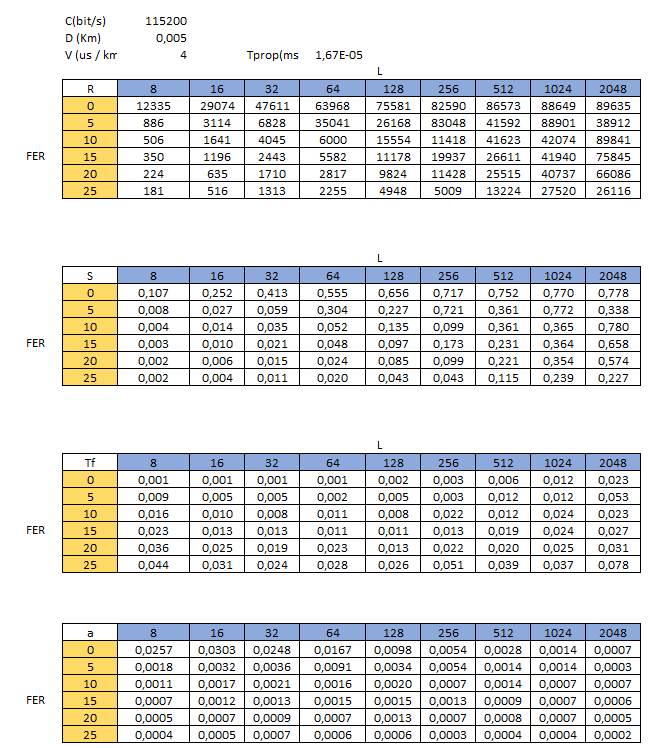 C(bit/s) 115200
D (Km) 0,005
V (us / km 4 Tprop(ms 1,67E-05
L
R 8 16 32 64 128 256 512 1024 2048
0 12335 29074 47611 63968 75581 82590 86573 88649 89635
5 886 3114 6828 35041 26168 83048 41592 88901 38912
10 506 1641 4045 6000 15554 11418 41623 42074 89841
FER 15 350 1196 2443 5582 11178 19937 26611 41940 75845
20 224 635 1710 2817 9824 11428 25515 40737 66086
25 181 516 1313 2255 4948 5009 13224 27520 26116
L
S 8 16 32 64 128 256 512 1024 2048
0 0,107 0,252 0,413 0,555 0,656 0,717 0,752 0,770 0,778
5 0,008 0,027 0,059 0,304 0,227 0,721 0,361 0,772 0,338
10 0,004 0,014 0,035 0,052 0,135 0,099 0,361 0,365 0,780
FER 15 0,003 0,010 0,021 0,048 0,097 0,173 0,231 0,364 0,658
20 0,002 0,006 0,015 0,024 0,085 0,099 0,221 0,354 0,574
25 0,002 0,004 0,011 0,020 0,043 0,043 0,115 0,239 0,227
L
Tf 8 16 32 64 128 256 512 1024 2048
0 0,001 0,001 0,001 0,001 0,002 0,003 0,006 0,012 0,023
5 0,009 0,005 0,005 0,002 0,005 0,003 0,012 0,012 0,053
10 0,016 0,010 0,008 0,011 0,008 0,022 0,012 0,024 0,023
FER 15 0,023 0,013 0,013 0,011 0,011 0,013 0,019 0,024 0,027
20 0,036 0,025 0,019 0,023 0,013 0,022 0,020 0,025 0,031
25 0,044 0,031 0,024 0,028 0,026 0,051 0,039 0,037 0,078
a 8 16 32 64 128 256 512 1024 2048
0 0,0257 0,0303 0,0248 0,0167 0,0098 0,0054 0,0028 0,0014 0,0007
5 0,0018 0,0032 0,0036 0,0091 0,0034 0,0054 0,0014 0,0014 0,0003
10 0,0011 0,0017 0,0021 0,0016 0,0020 0,0007 0,0014 0,0007 0,0007
FER 15 0,0007 0,0012 0,0013 0,0015 0,0015 0,0013 0,0009 0,0007 0,0006
20 0,0005 0,0007 0,0009 0,0007 0,0013 0,0007 0,0008 0,0007 0,0005
25 0,0004 0,0005 0,0007 0,0006 0,0006 0,0003 0,0004 0,0004 0,0002